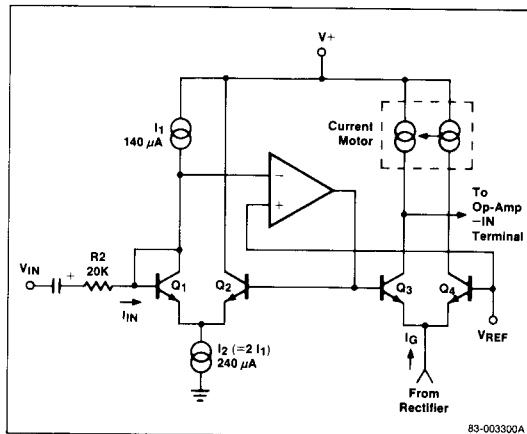 V+
I1
140 µA
Current
Motor
−
+
To
Op-Amp
−IN
Terminal
VIN
+
R2
20K
IIN
Q1
Q2
Q3
Q4
I2 (=2 I1)
240 µA
IG
VREF
From
Rectifier
83-003300A